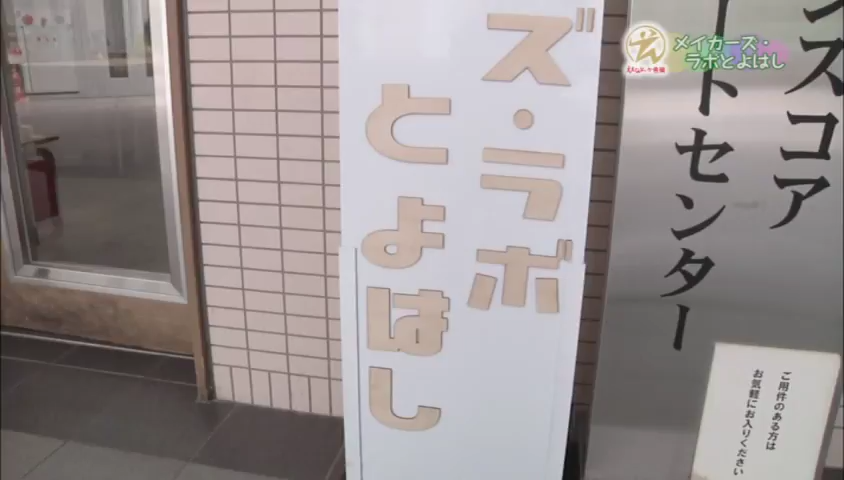 メイカーズ・
ラボとよはし
ズ・ラボ
とよはし
ンスコア
ートセンター
ご用件のある方は
お気軽にお入りください